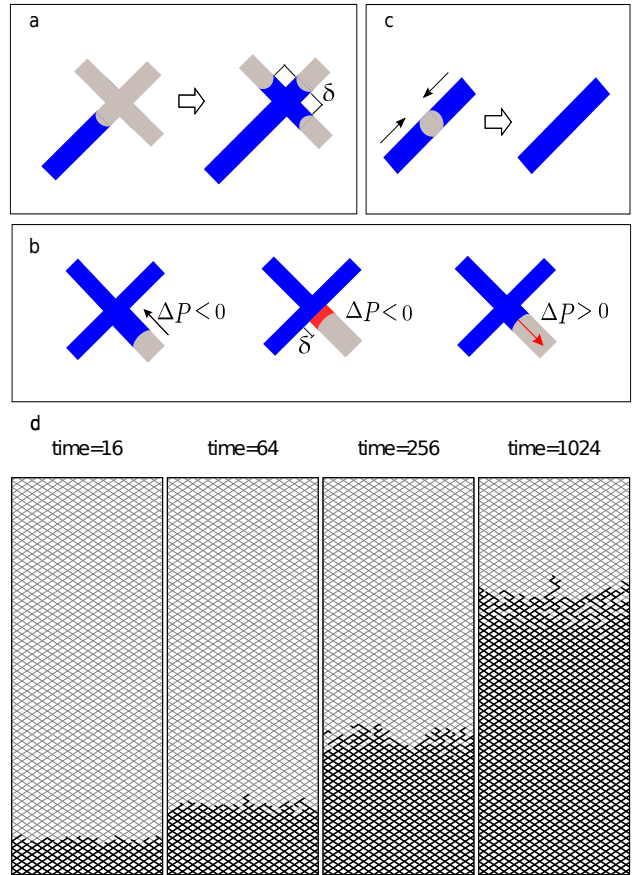 a
δ
c
b
ΔP < 0
δ
ΔP < 0
ΔP > 0
d
time=16
time=64
time=256
time=1024